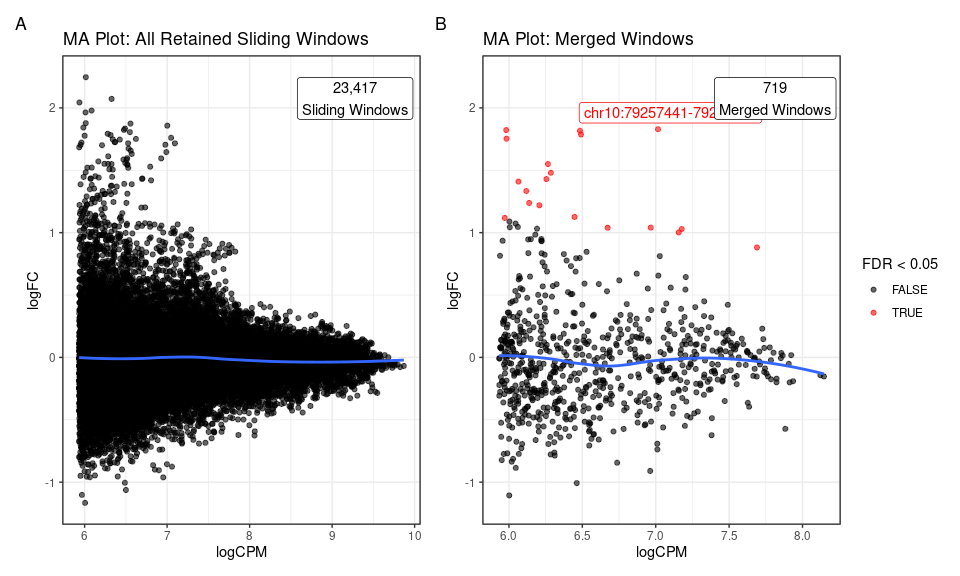 A
MA Plot: All Retained Sliding Windows
23,417
Sliding Windows
2
1
0
-1
logFC
6
7
8
9
10
logCPM
B
MA Plot: Merged Windows
719
Merged Windows
chr10:79257441-792
2
1
0
-1
logFC
6.0
6.5
7.0
7.5
8.0
logCPM
FDR < 0.05
FALSE
TRUE